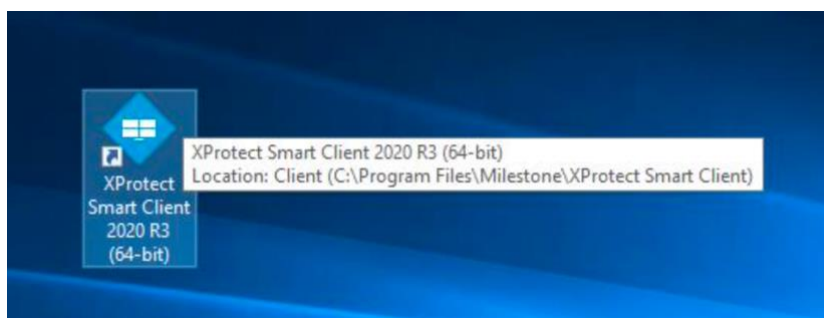 XProtect Smart Client 2020 R3 (64-bit)
Location: Client (C:\Program Files\Milestone\XProtect Smart Client)
XProtect
Smart Client
2020 R3
(64-bit)